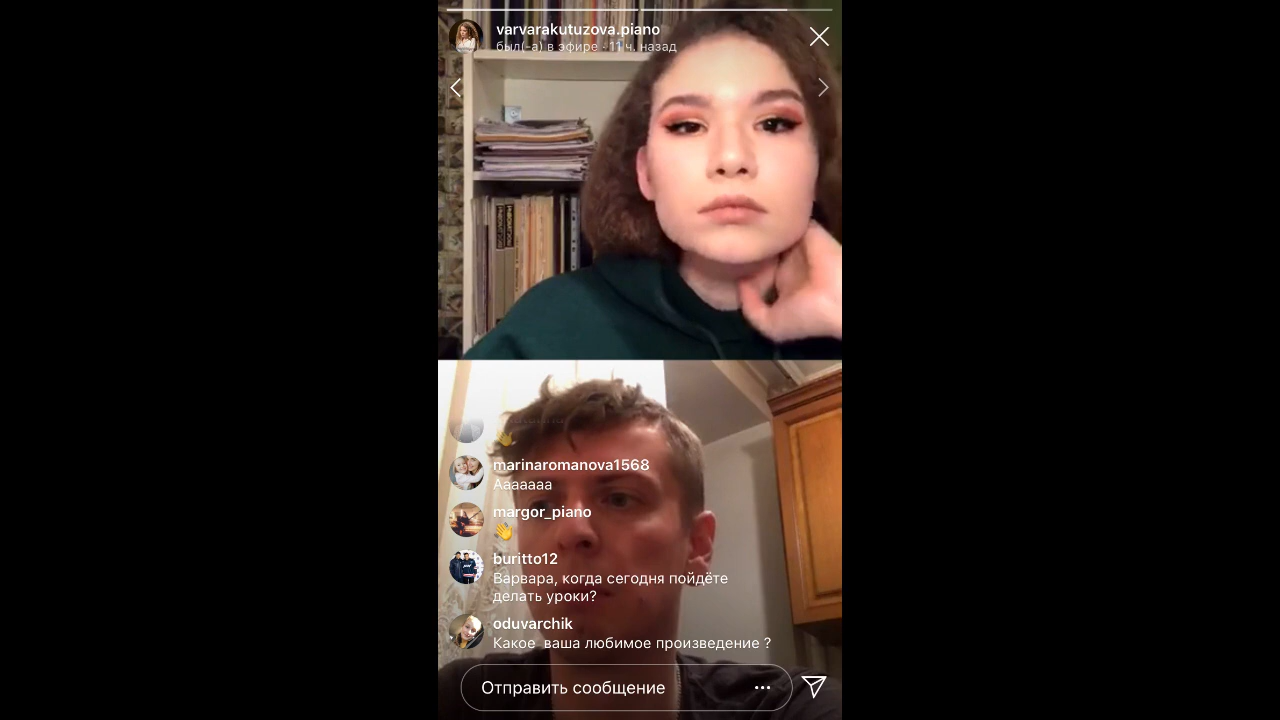 varvarakutuzova.piano
был(-а) в эфире · 11 ч. назад
marinaromanova1568
Ааааааа
margor_piano
buritto12
Варвара, когда сегодня пойдёте
делать уроки?
oduvarchik
Какое ваша любимое произведение ?
Отправить сообщение